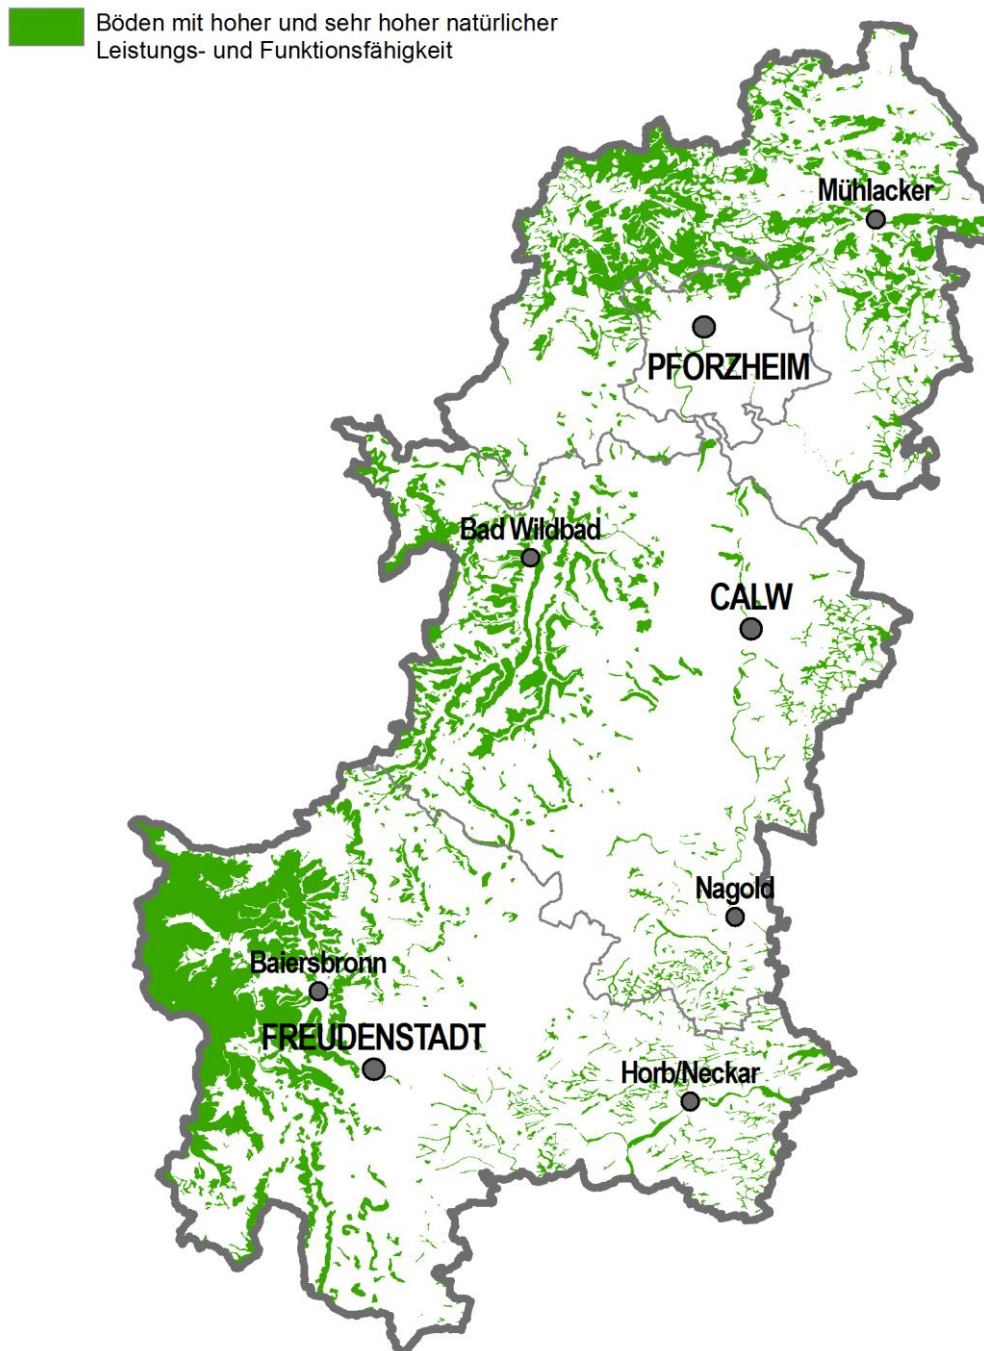 Böden mit hoher und sehr hoher natürlicher
Leistungs- und Funktionsfähigkeit
Mühlacker
PFORZHEIM
Bad Wildbad
CALW
Nagold
Baiersbronn
FREUDENSTADT
Horb/Neckar